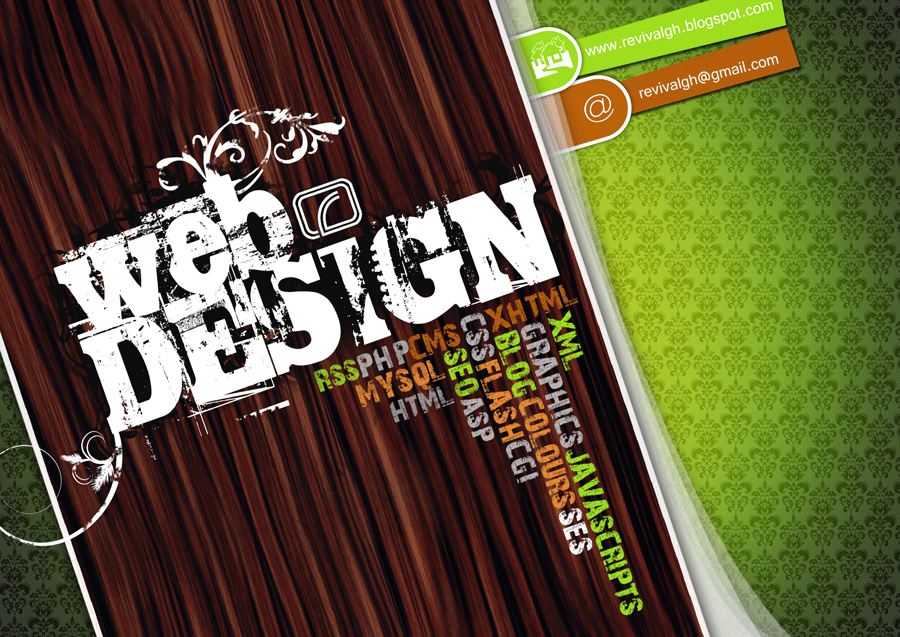 www.revivalgh.blogspot.com
@ revivalgh@gmail.com
web
DESIGN
RSS PHP CMS
MYSQL
HTML
SEO ASP
CSS FLASH CGI
XHTML
BLOG COLOURS SES
GRAPHICS JAVASCRIPTS
XML